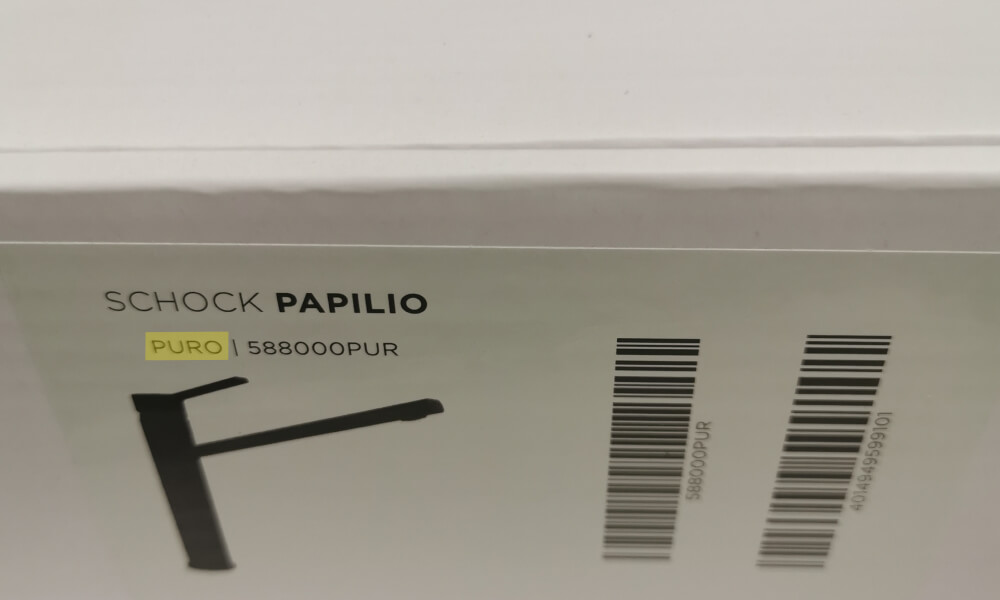 SCHOCK PAPILIO
PURO | 588000PUR
588000PUR
4014949599101